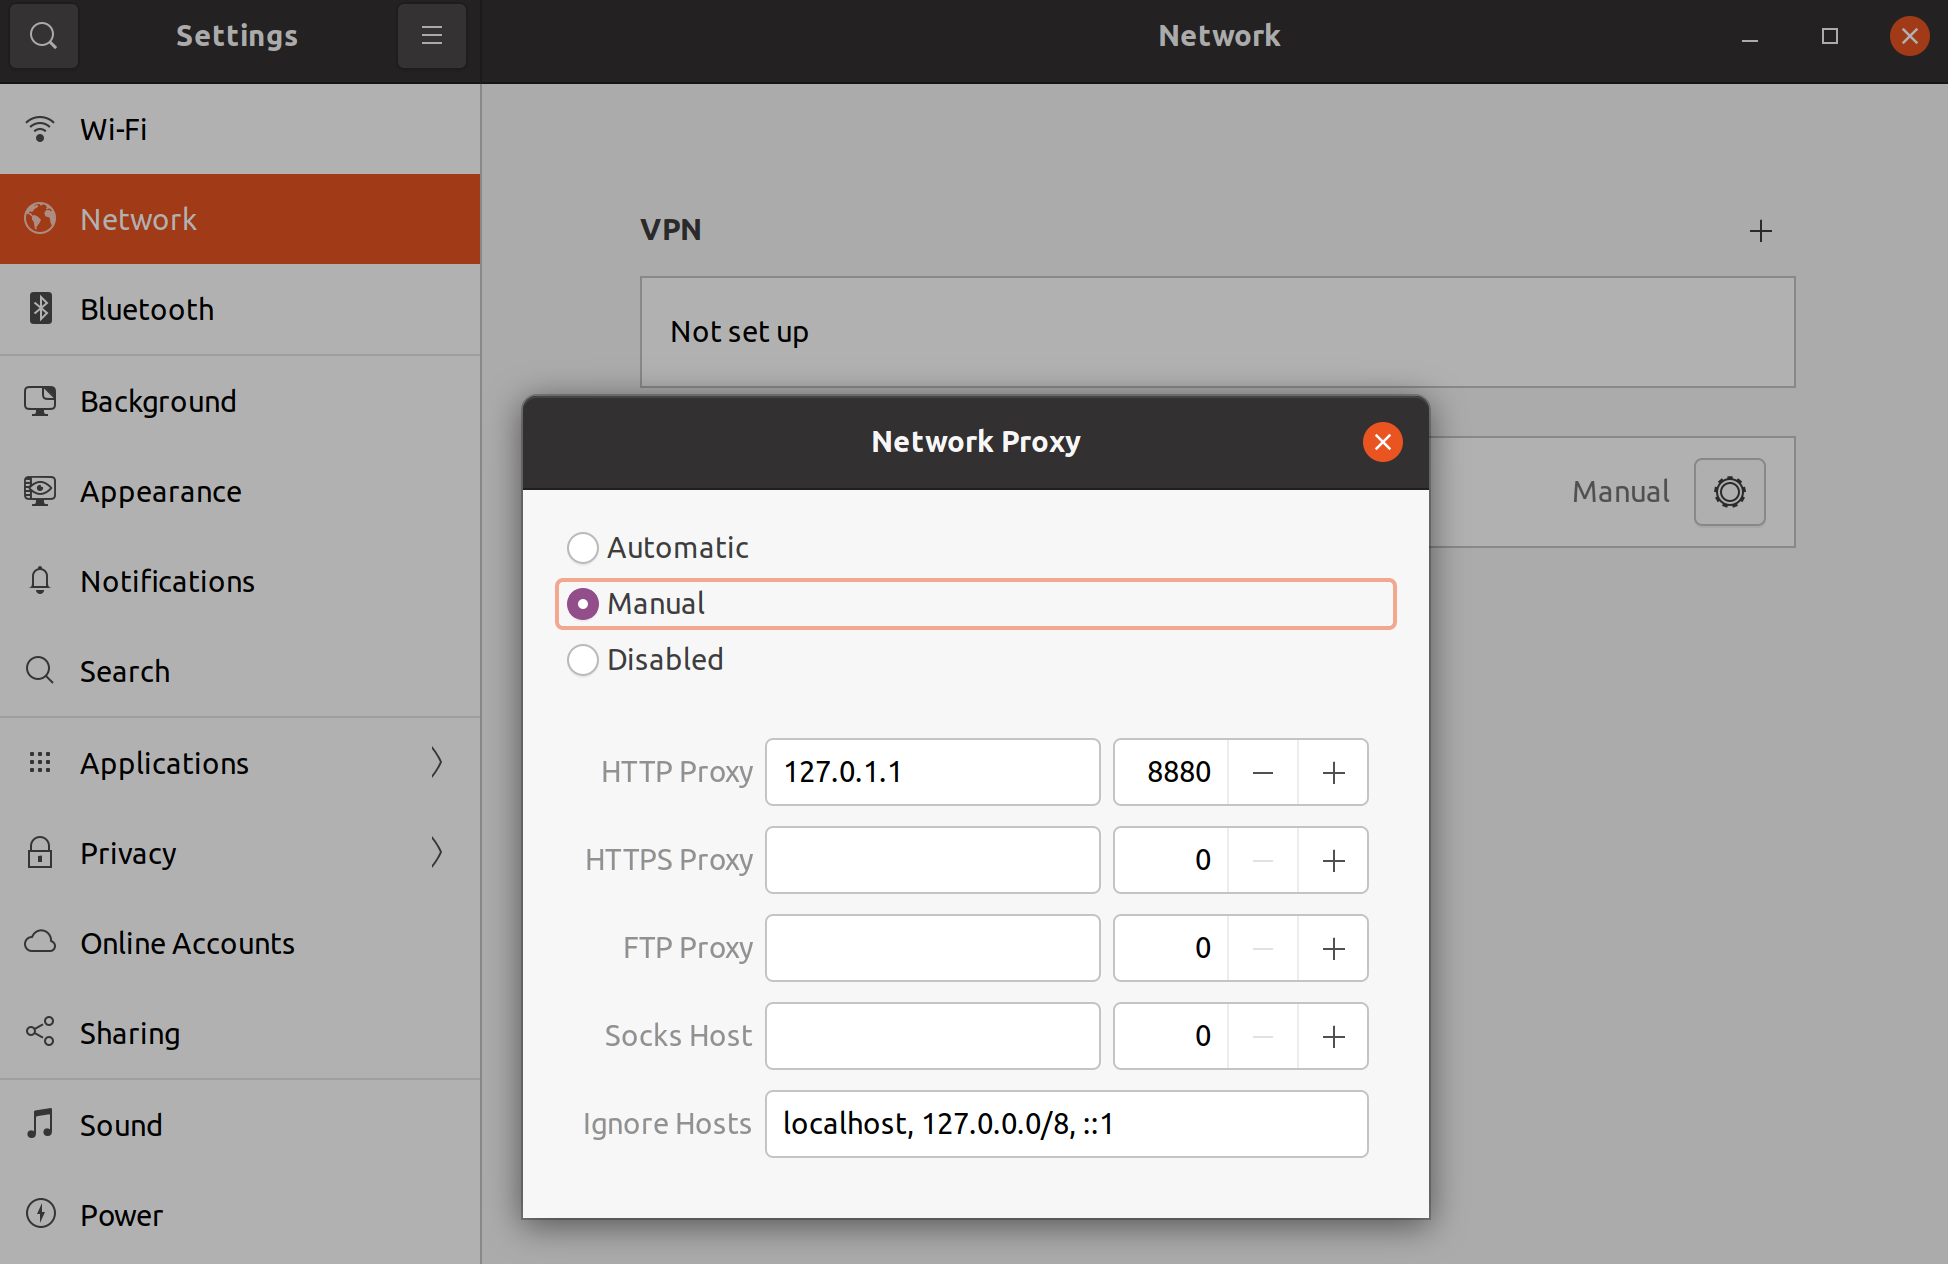 Settings
Network
Wi-Fi
Network
Bluetooth
Background
Appearance
Notifications
Search
Applications
Privacy
Online Accounts
Sharing
Sound
Power
VPN
Not set up
Manual
Network Proxy
Automatic
Manual
Disabled
HTTP Proxy 127.0.1.1 8880
HTTPS Proxy 0
FTP Proxy 0
Socks Host 0
Ignore Hosts localhost, 127.0.0.0/8, ::1